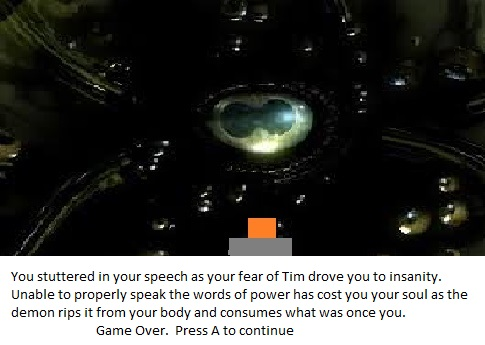 You stuttered in your speech as your fear of Tim drove you to insanity.
Unable to properly speak the words of power has cost you your soul as the
demon rips it from your body and consumes what was once you.
Game Over.  Press A to continue